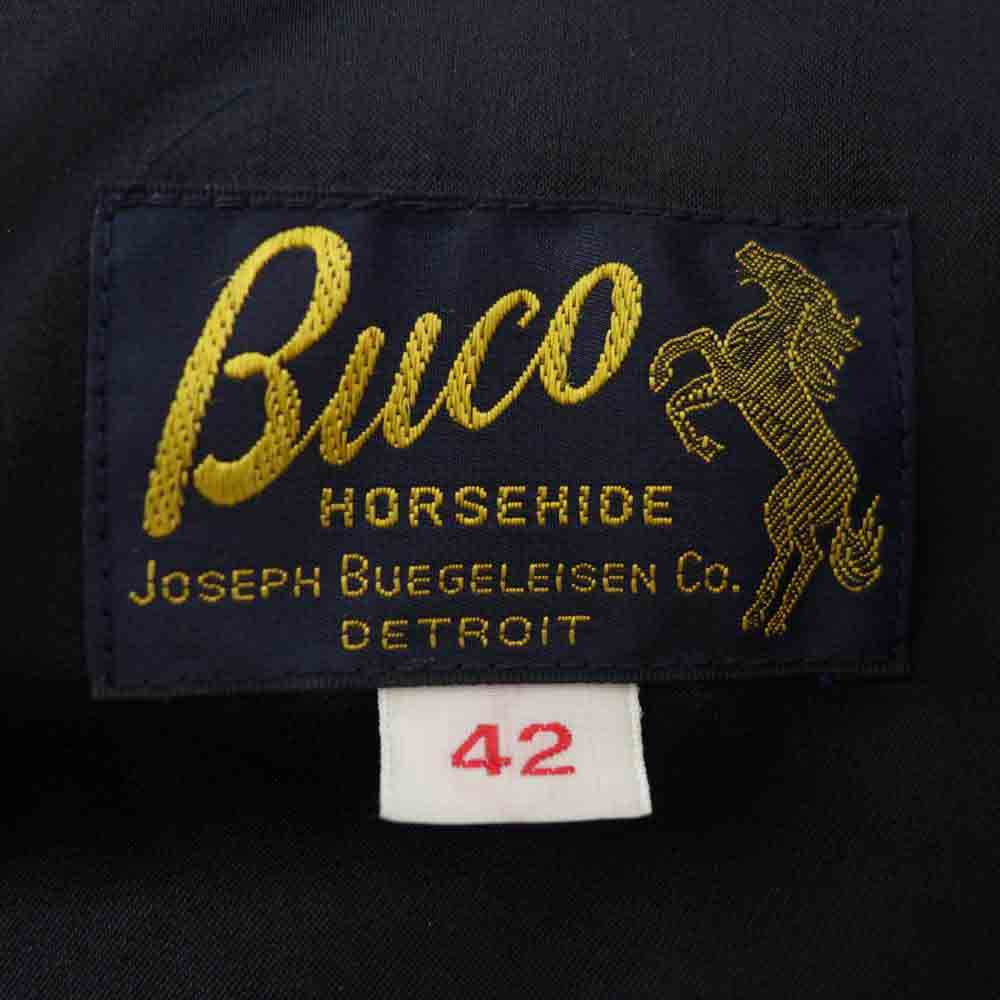 Buco
HORSEHIDE
JOSEPH BUEGELEISEN CO.
DETROIT
42